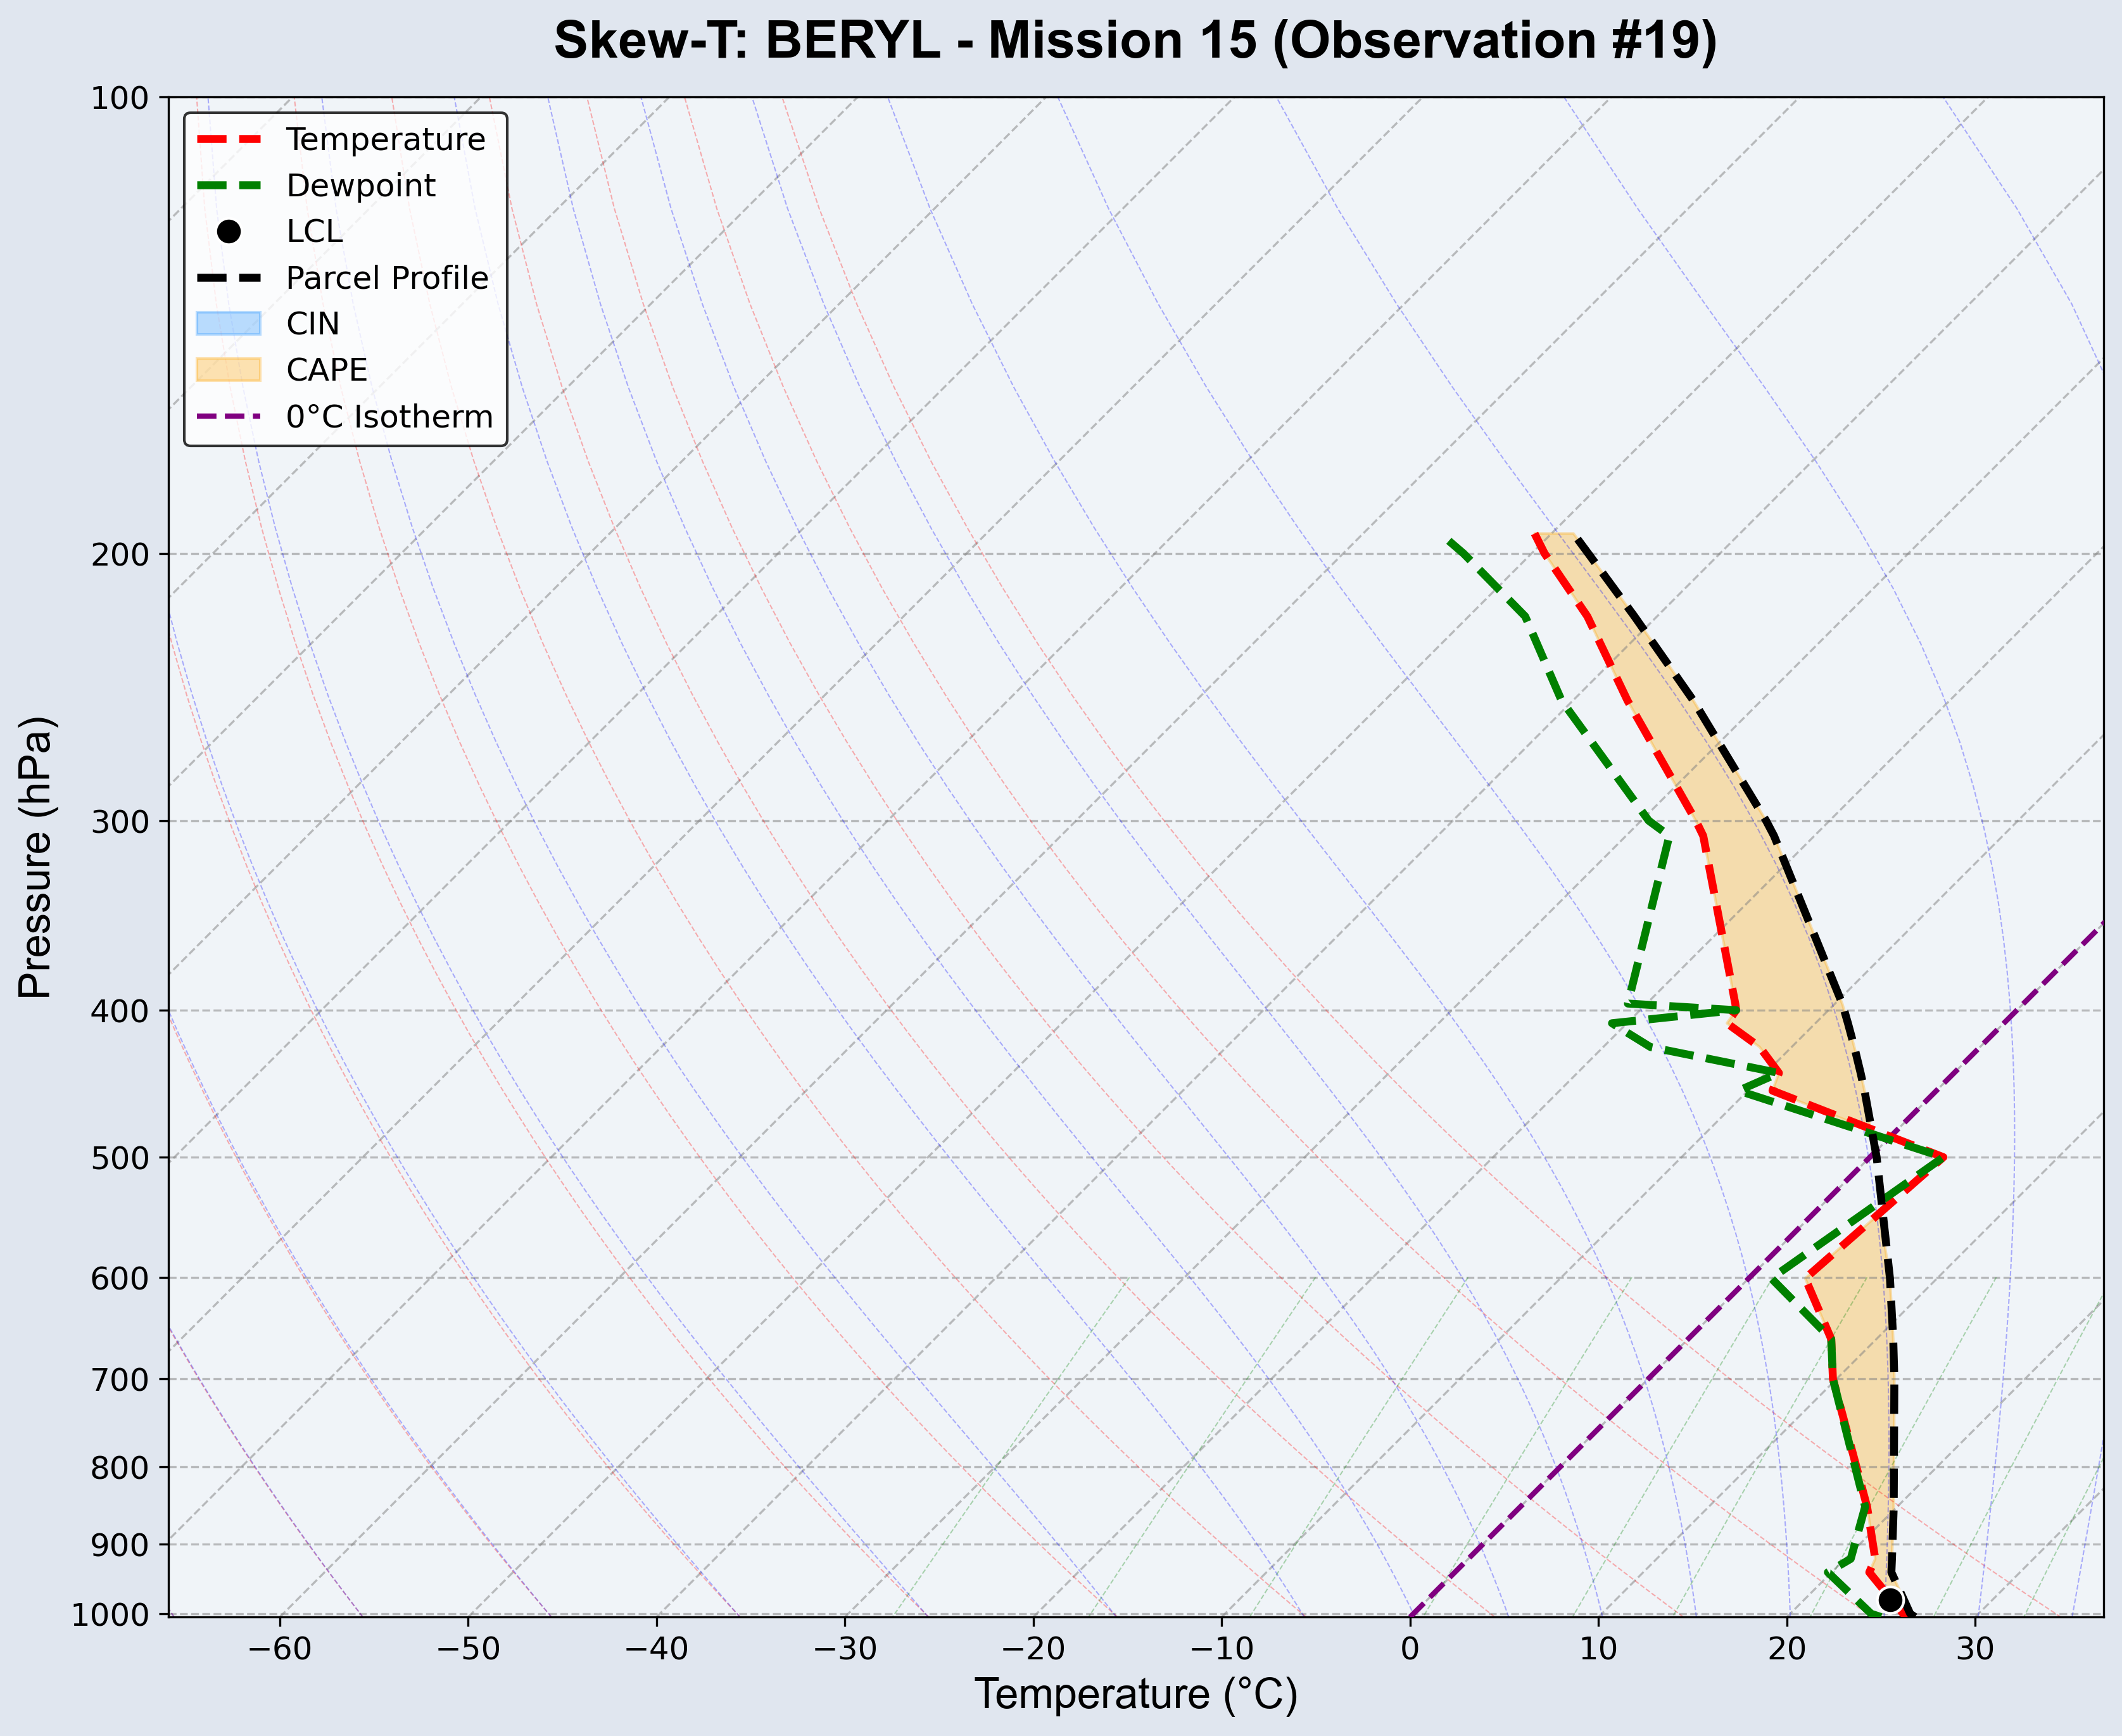 Skew-T: BERYL - Mission 15 (Observation #19)
100
Temperature
Dewpoint
LCL
Parcel Profile
CIN
CAPE
0°C Isotherm
200
300
400
500
600
700
800
900
1000
Pressure (hPa)
−60 −50 −40 −30 −20 −10 0 10 20 30
Temperature (°C)